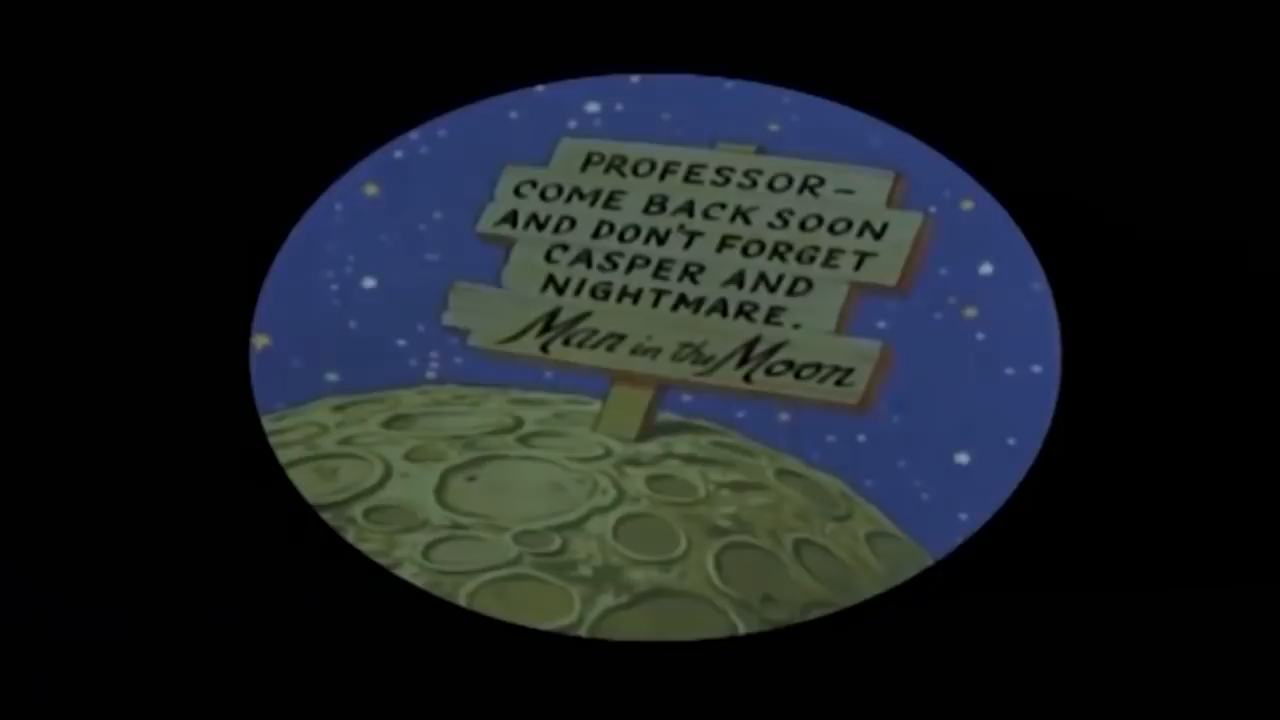 PROFESSOR-
COME BACK SOON
AND DON'T FORGET
CASPER AND
NIGHTMARE.
Man in the Moon